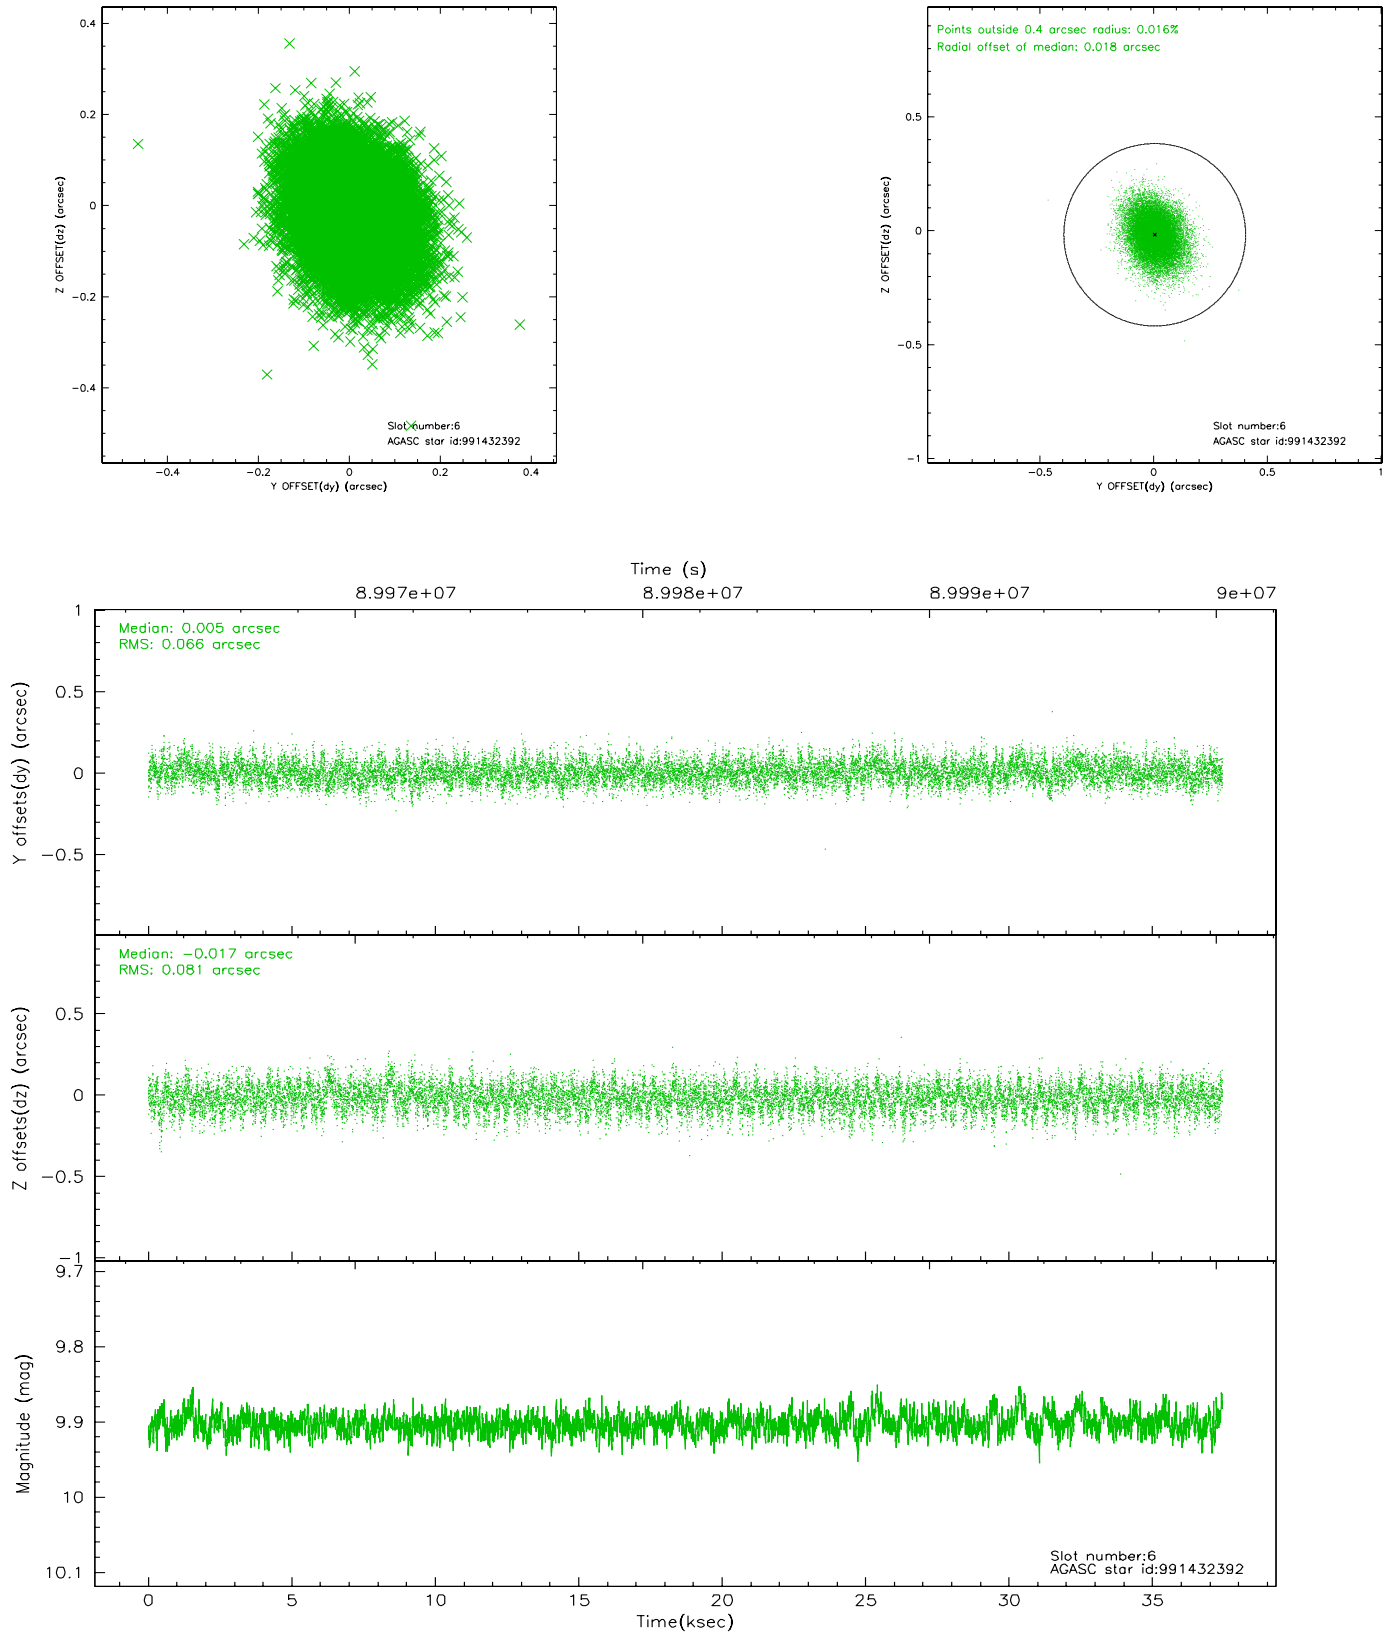 0.4
0.2
0
−0.2
−0.4
Z OFFSET(dz) (arcsec)
Slot number:6
AGASC star id:991432392
−0.4
−0.2
0
0.2
0.4
Y OFFSET(dy) (arcsec)
Points outside 0.4 arcsec radius: 0.016%
Radial offset of median: 0.018 arcsec
0.5
0
−0.5
−1
Z OFFSET(dz) (arcsec)
Slot number:6
AGASC star id:991432392
−0.5
0
0.5
1
Y OFFSET(dy) (arcsec)
Time (s)
8.997e+07
8.998e+07
8.999e+07
9e+07
Median: 0.005 arcsec
RMS: 0.066 arcsec
1
0.5
0
−0.5
Y offsets(dy) (arcsec)
Median: −0.017 arcsec
RMS: 0.081 arcsec
0.5
0
−0.5
−1
Z offsets(dz) (arcsec)
9.7
9.8
9.9
10
10.1
Magnitude (mag)
Slot number:6
AGASC star id:991432392
0
5
10
15
20
25
30
35
Time(ksec)